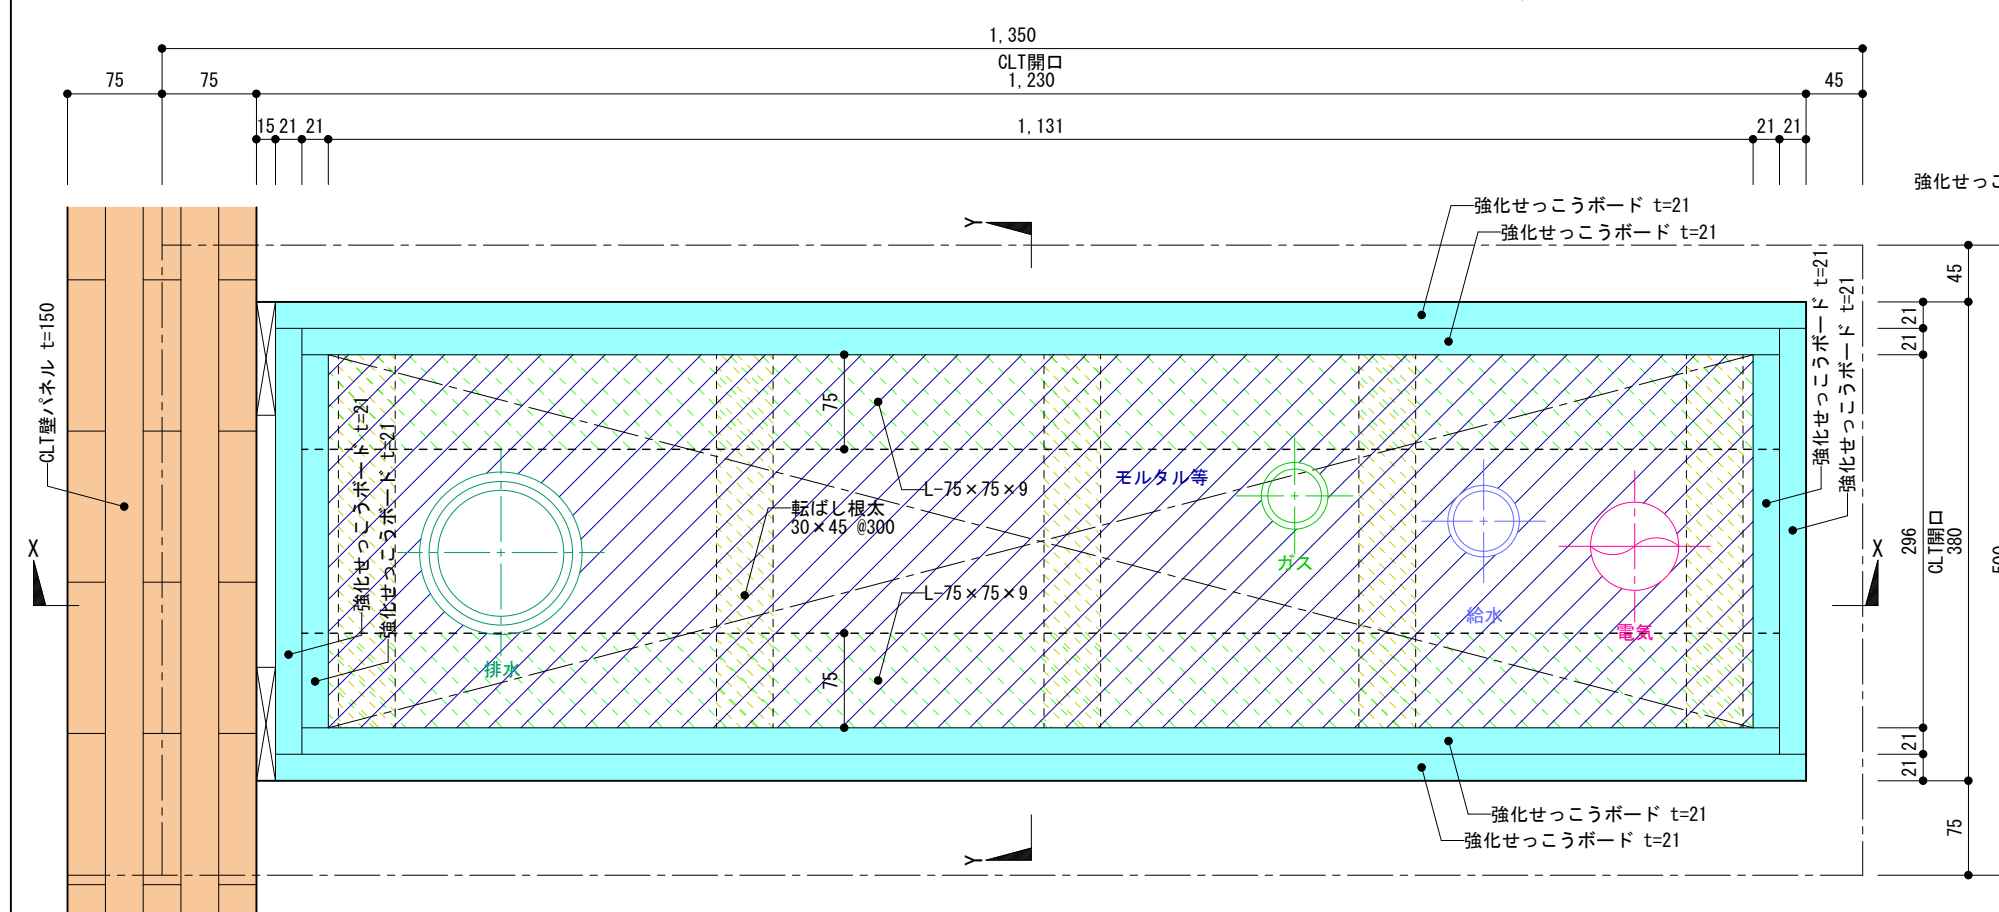 1,350
CLT開口
75
75
1,230
45
15
21
21
1,131
21
21
強化せっこ
強化せっこうボード t=21
強化せっこうボード t=21
Y
強化せっこうボード t=21
強化せっこうボード t=21
45
21
21
CLT壁パネル t=150
強化せっこうボード t=21
強化せっこうボード t=21
75
L-75×75×9
モルタル等
転ばし根太
30×45 @300
ガス
給水
電気
排水
L-75×75×9
75
X
X
296
CLT開口
380
21
21
75
強化せっこうボード t=21
強化せっこうボード t=21
Y